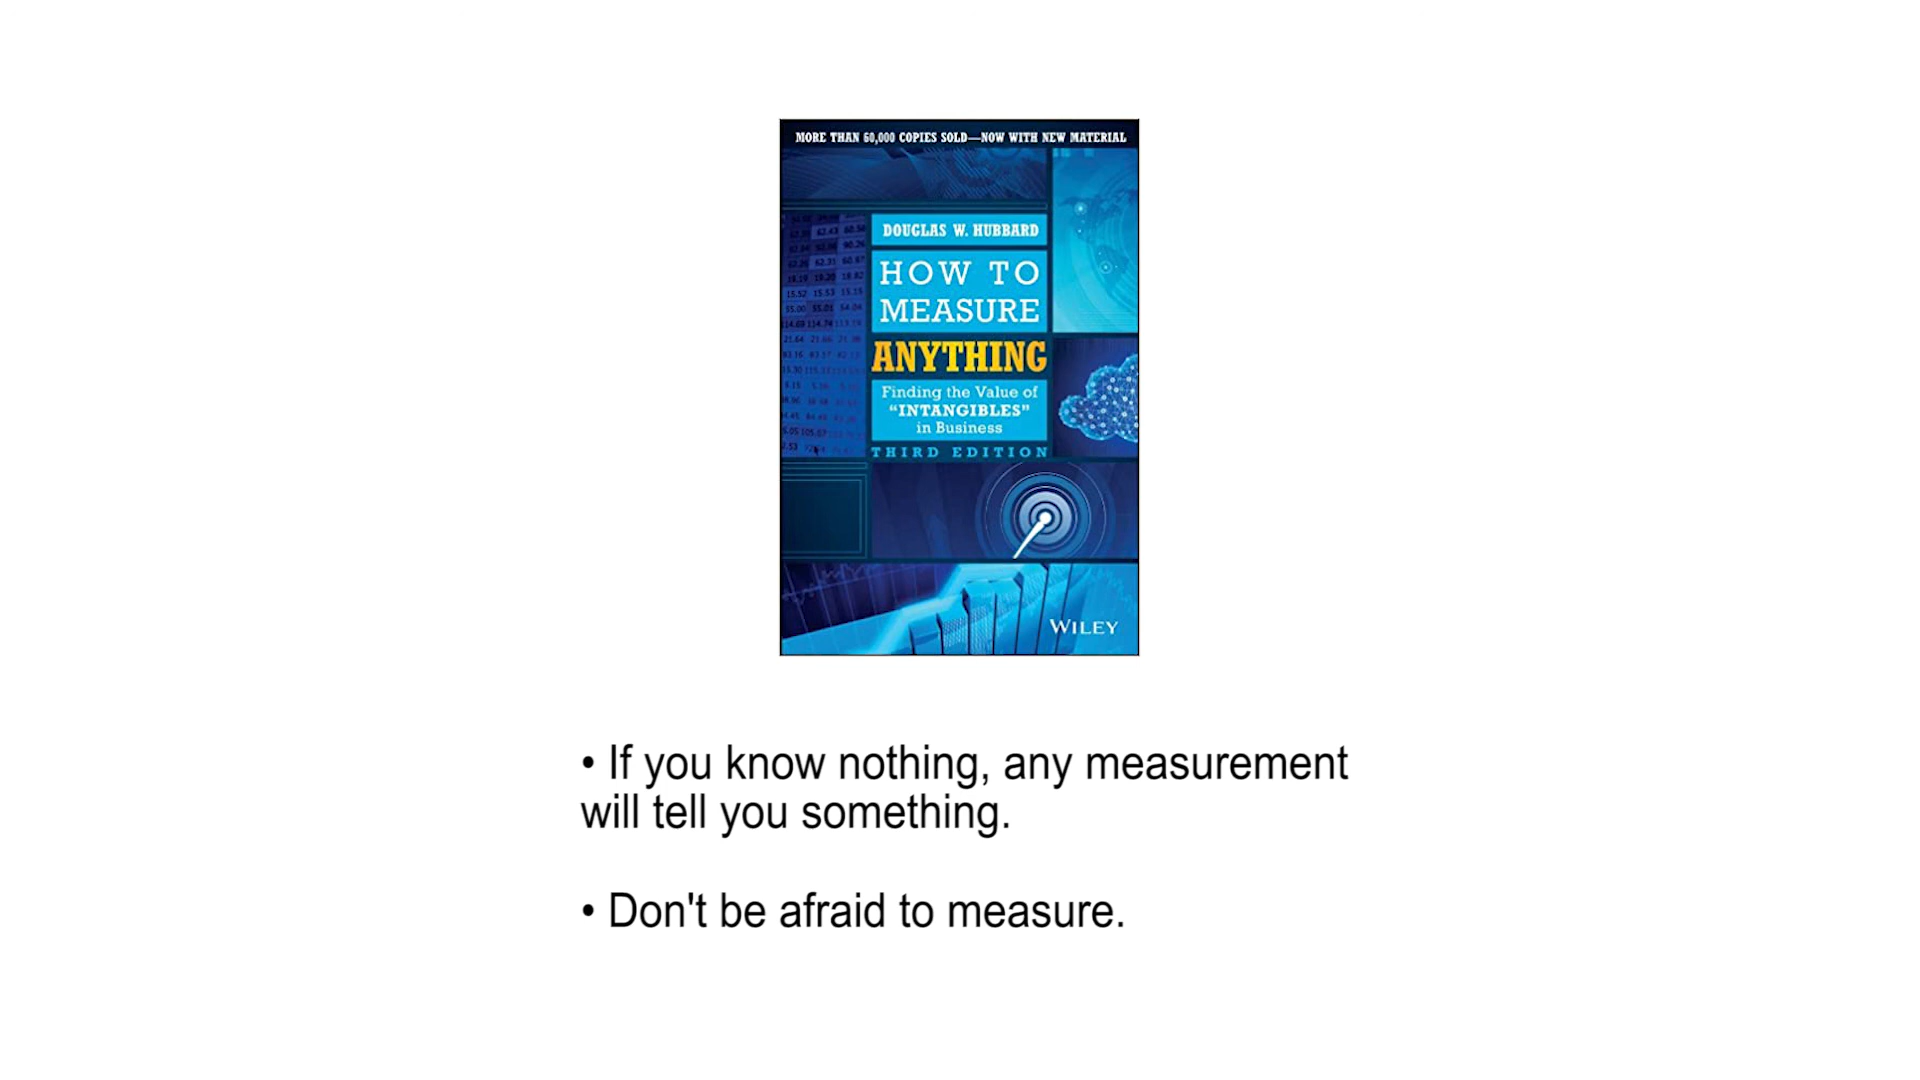 MORE THAN 60,000 COPIES SOLD—NOW WITH NEW MATERIAL
DOUGLAS W. HUBBARD
HOW TO
MEASURE
ANYTHING
Finding the Value of
“INTANGIBLES”
in Business
THIRD EDITION
WILEY
• If you know nothing, any measurement
will tell you something.
• Don't be afraid to measure.